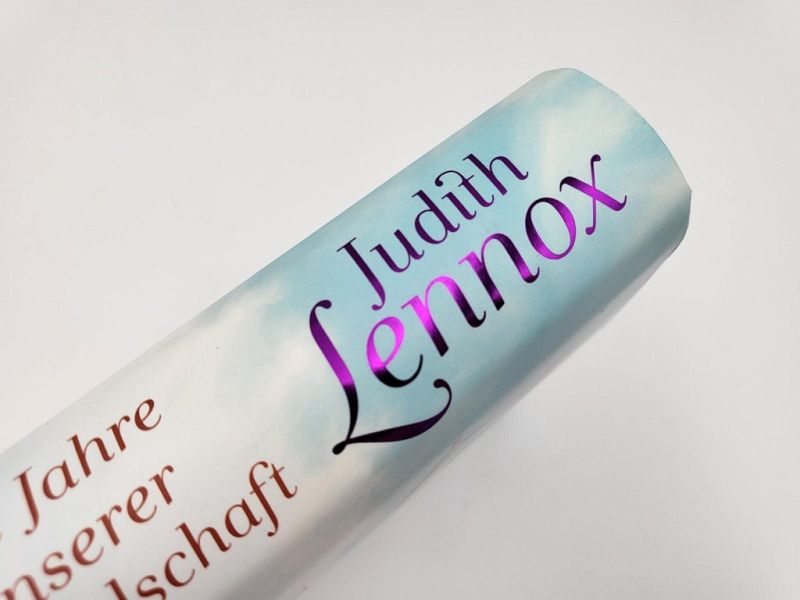 Judith
Lennox
Jahre
nserer
lschaft